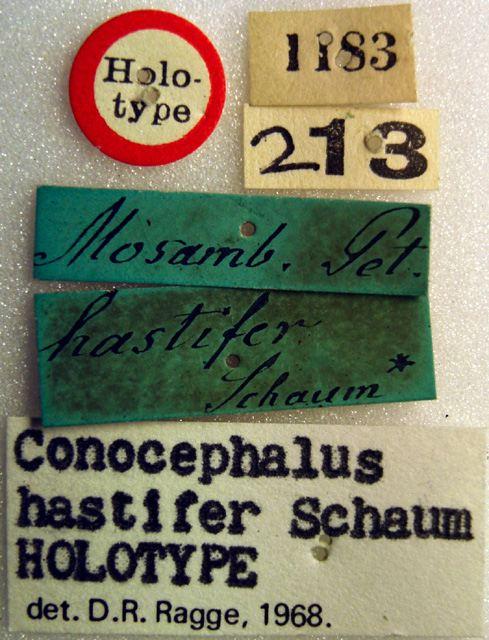 Holo-
type
1183
213
Mosamb. Pet.
hastifer
Schaum*
Conocephalus
hastifer Schaum
HOLOTYPE
det. D.R. Ragge, 1968.